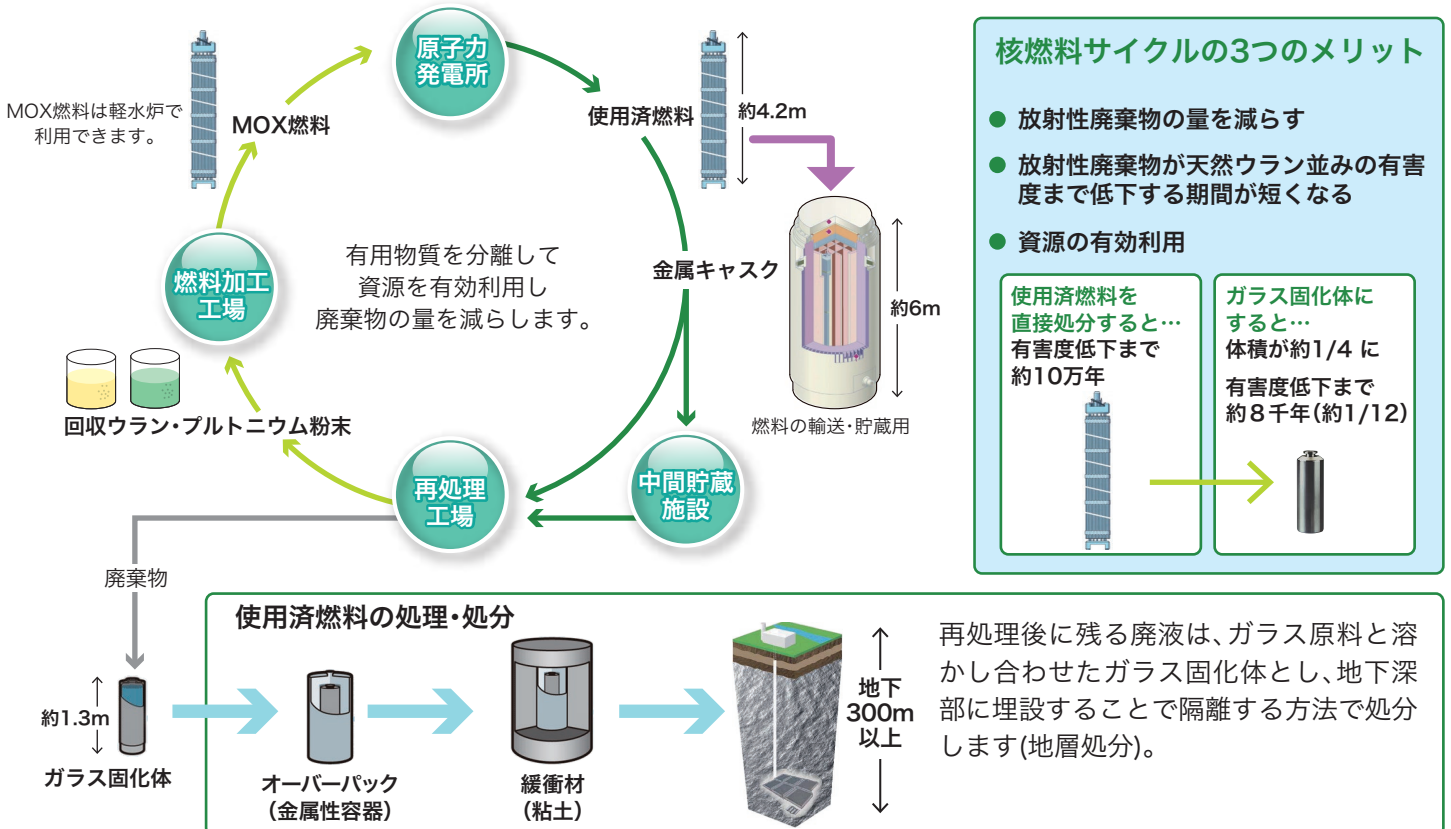 原子力
発電所
MOX燃料は軽水炉で
利用できます。
MOX燃料
使用済燃料
約4.2m
燃料加工
工場
有用物質を分離して
資源を有効利用し
廃棄物の量を減らします。
金属キャスク
約6m
燃料の輸送・貯蔵用
回収ウラン・プルトニウム粉末
再処理
工場
中間貯蔵
施設
廃棄物
核燃料サイクルの3つのメリット
● 放射性廃棄物の量を減らす
● 放射性廃棄物が天然ウラン並みの有害
度まで低下する期間が短くなる
● 資源の有効利用
使用済燃料を
直接処分すると…
有害度低下まで
約10万年
ガラス固化体に
すると…
体積が約1/4 に
有害度低下まで
約8千年(約1/12)
使用済燃料の処理・処分
約1.3m
ガラス固化体
オーバーパック
(金属性容器)
緩衝材
(粘土)
地下
300m
以上
再処理後に残る廃液は、ガラス原料と溶
かし合わせたガラス固化体とし、地下深
部に埋設することで隔離する方法で処分
します(地層処分)。